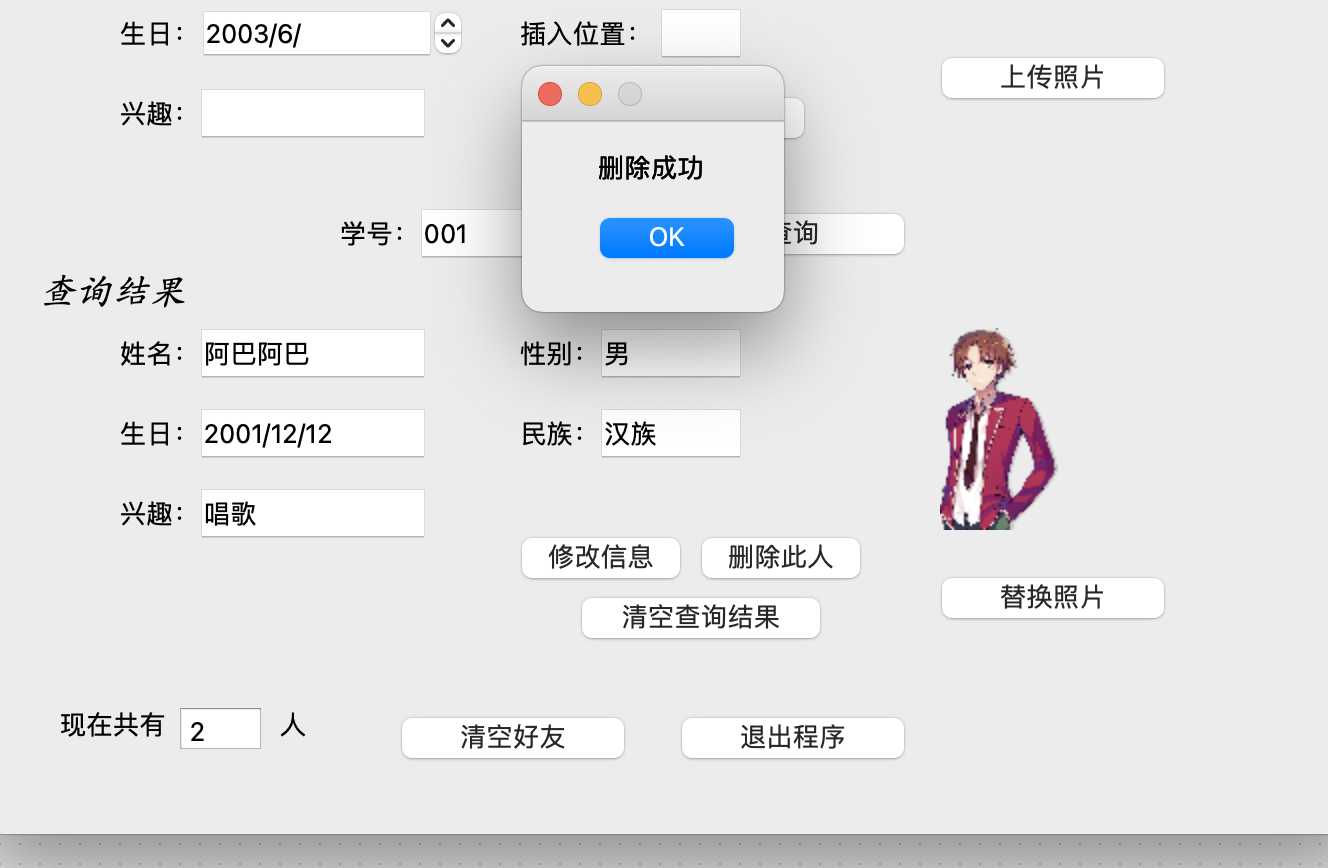 生日： 2003/6/ 插入位置：
上传照片
兴趣：
删除成功
学号： 001 OK 查询
查询结果
姓名： 阿巴阿巴 性别： 男
生日： 2001/12/12 民族： 汉族
兴趣： 唱歌
修改信息 删除此人
替换照片
清空查询结果
现在共有 2 人 清空好友 退出程序